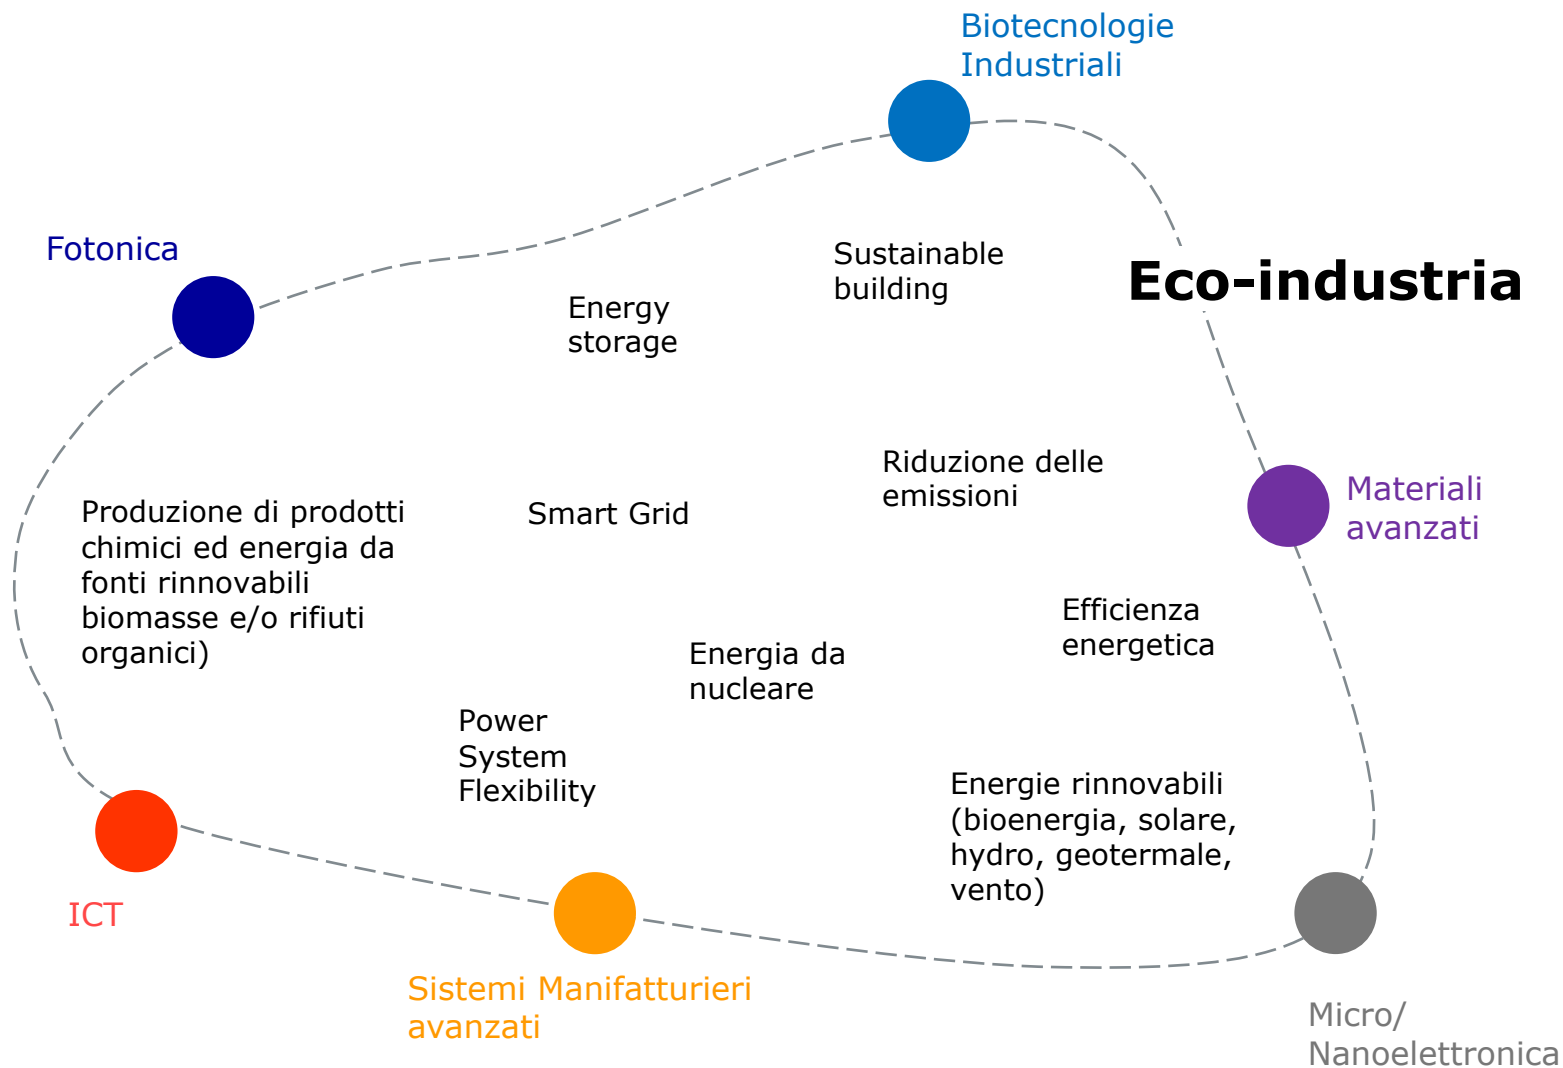 Biotecnologie
Industriali
Fotonica
Sustainable
building
Eco-industria
Energy
storage
Riduzione delle
emissioni
Materiali
avanzati
Produzione di prodotti
chimici ed energia da
fonti rinnovabili
biomasse e/o rifiuti
organici)
Smart Grid
Efficienza
energetica
Energia da
nucleare
Power
System
Flexibility
Energie rinnovabili
(bioenergia, solare,
hydro, geotermale,
vento)
ICT
Sistemi Manifatturieri
avanzati
Micro/
Nanoelettronica